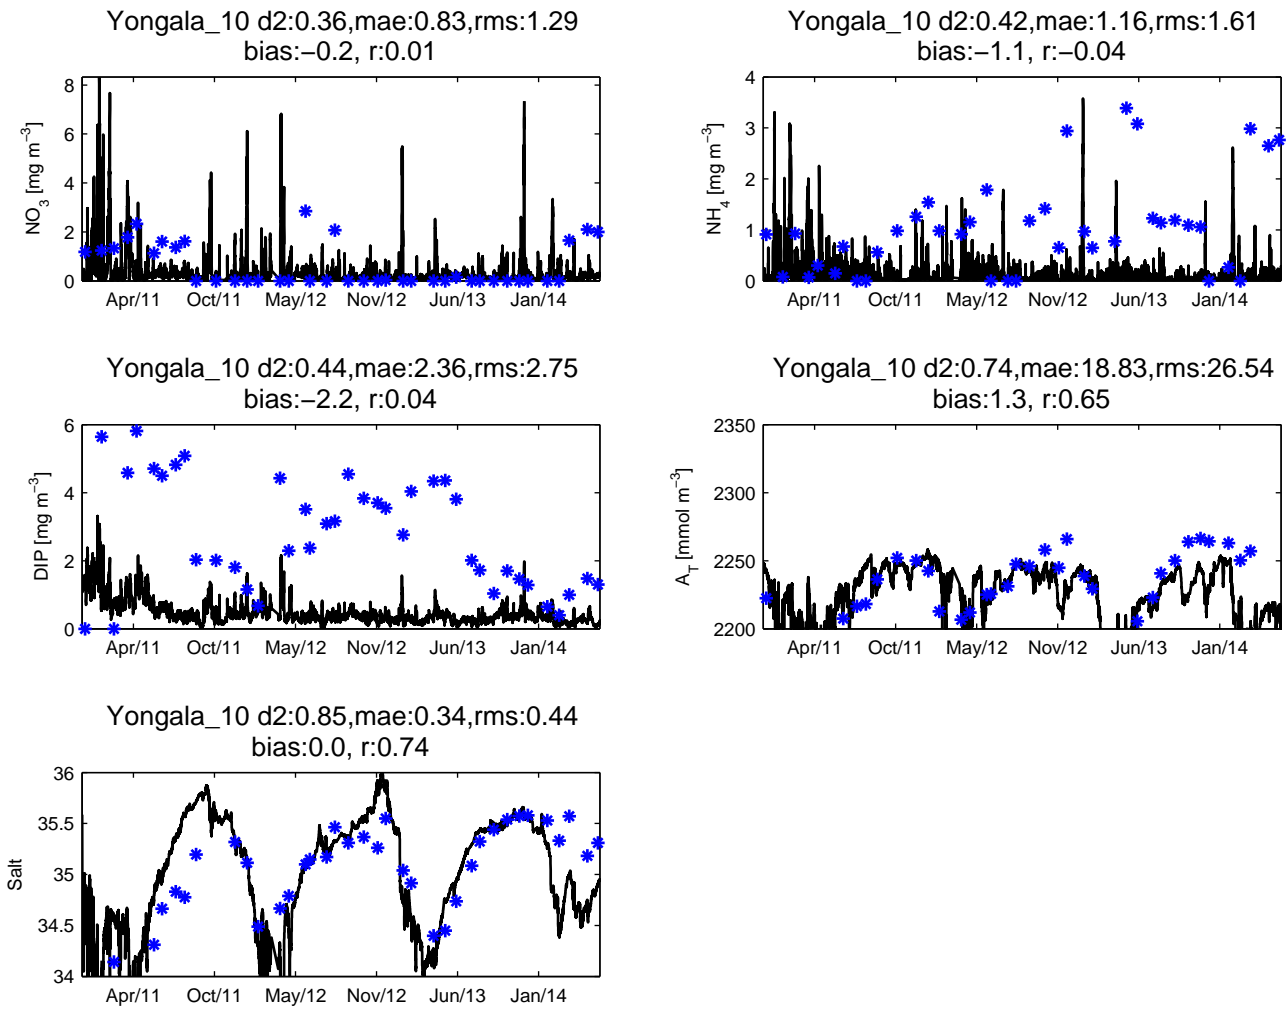 Yongala_10 d2:0.36,mae:0.83,rms:1.29
bias:−0.2, r:0.01
8
6
4
2
0
NO3 [mg m−3]
Apr/11 Oct/11 May/12 Nov/12 Jun/13 Jan/14
Yongala_10 d2:0.42,mae:1.16,rms:1.61
bias:−1.1, r:−0.04
4
3
2
1
0
NH4 [mg m−3]
Apr/11 Oct/11 May/12 Nov/12 Jun/13 Jan/14
Yongala_10 d2:0.44,mae:2.36,rms:2.75
bias:−2.2, r:0.04
6
4
2
0
DIP [mg m−3]
Apr/11 Oct/11 May/12 Nov/12 Jun/13 Jan/14
Yongala_10 d2:0.74,mae:18.83,rms:26.54
bias:1.3, r:0.65
2350
2300
2250
2200
AT [mmol m−3]
Apr/11 Oct/11 May/12 Nov/12 Jun/13 Jan/14
Yongala_10 d2:0.85,mae:0.34,rms:0.44
bias:0.0, r:0.74
36
35.5
35
34.5
34
Salt
Apr/11 Oct/11 May/12 Nov/12 Jun/13 Jan/14